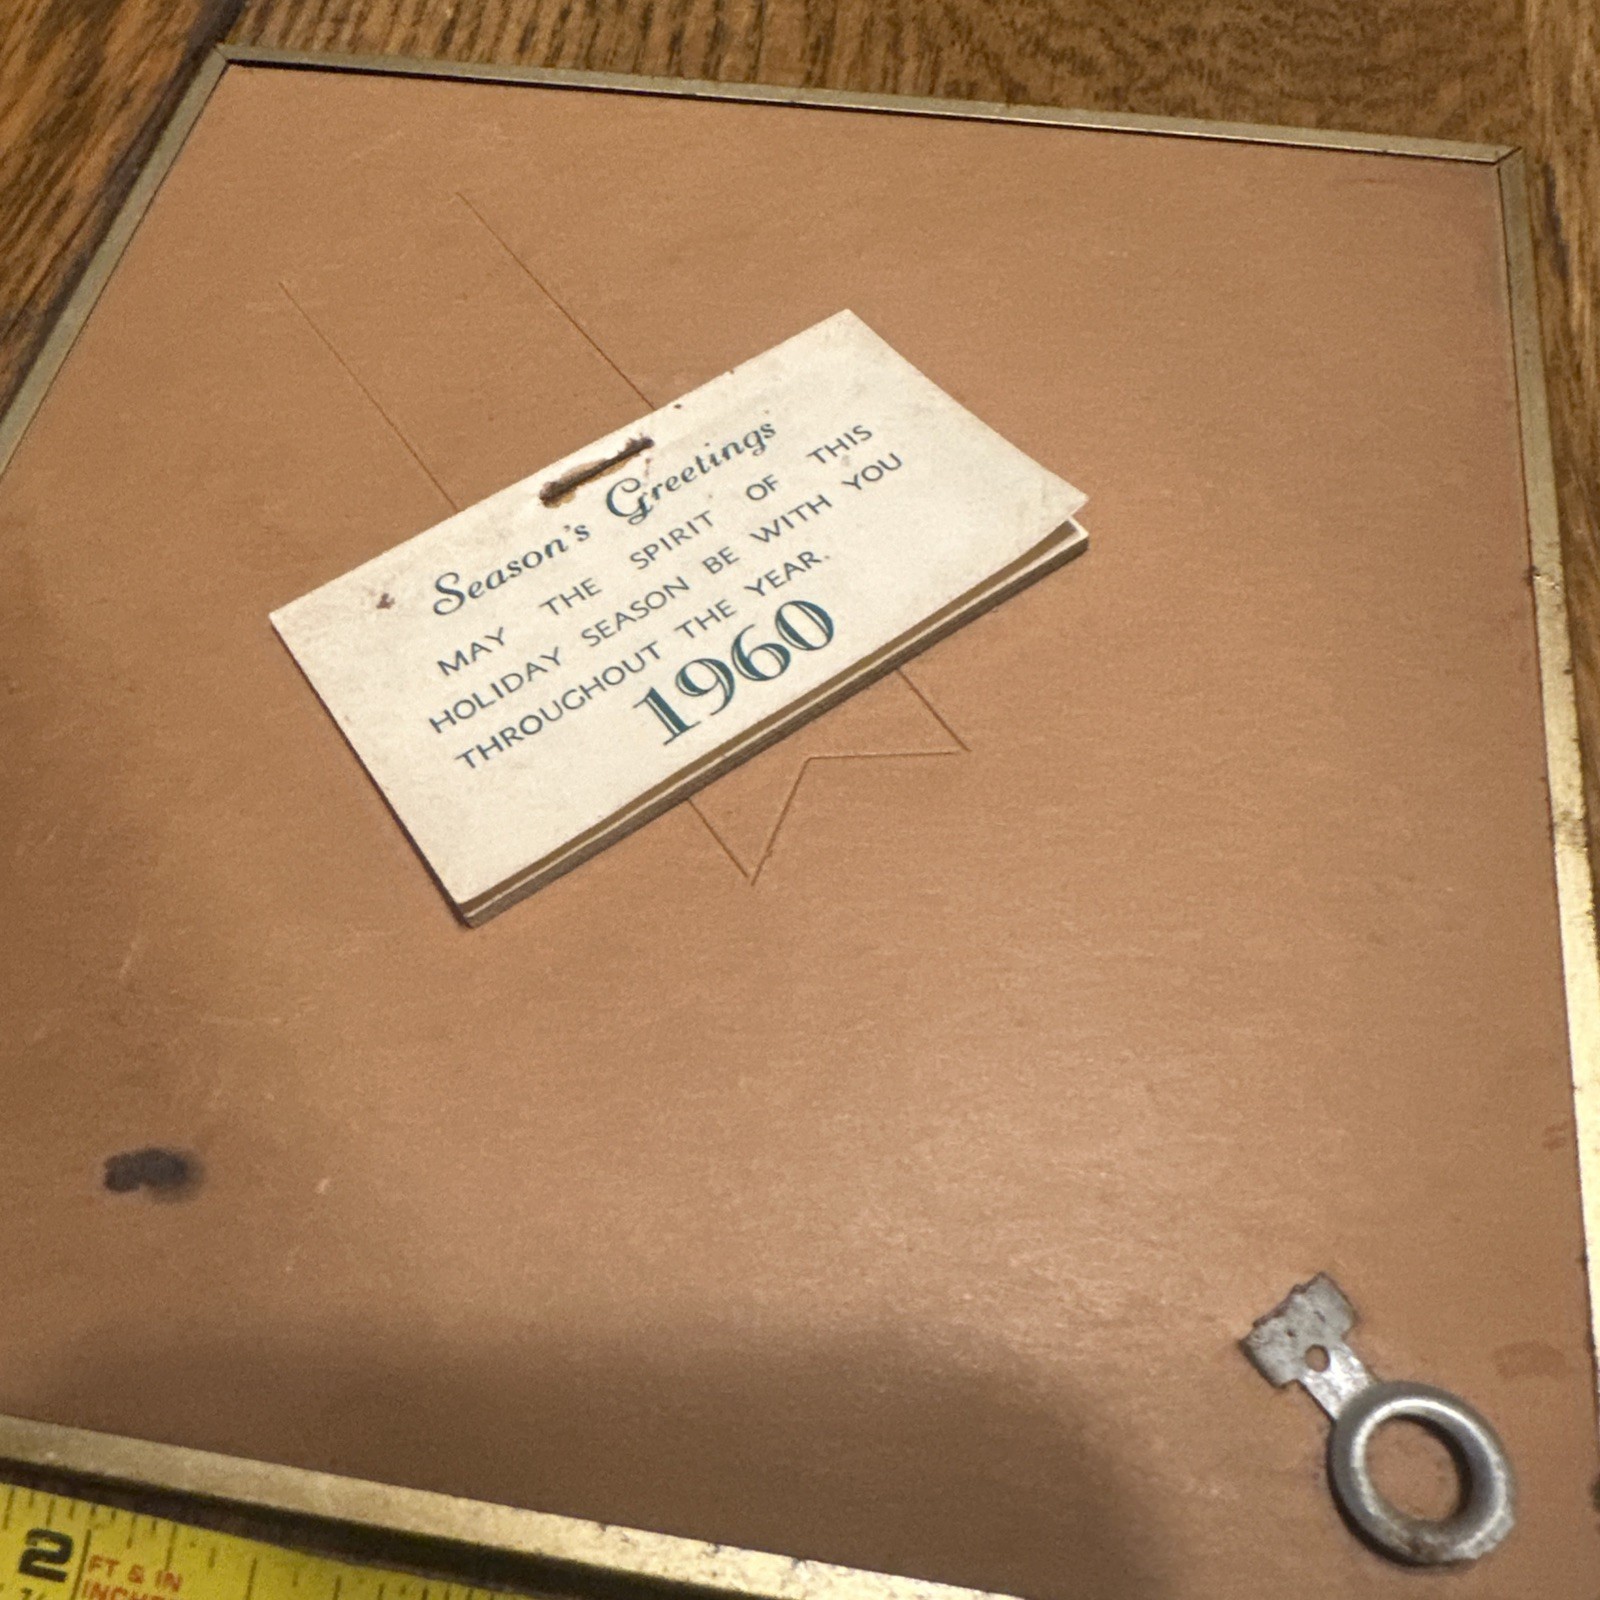 Season's Greetings
MAY THE SPIRIT OF THIS
HOLIDAY SEASON BE WITH YOU
THROUGHOUT THE YEAR.
1960
2
FT & IN